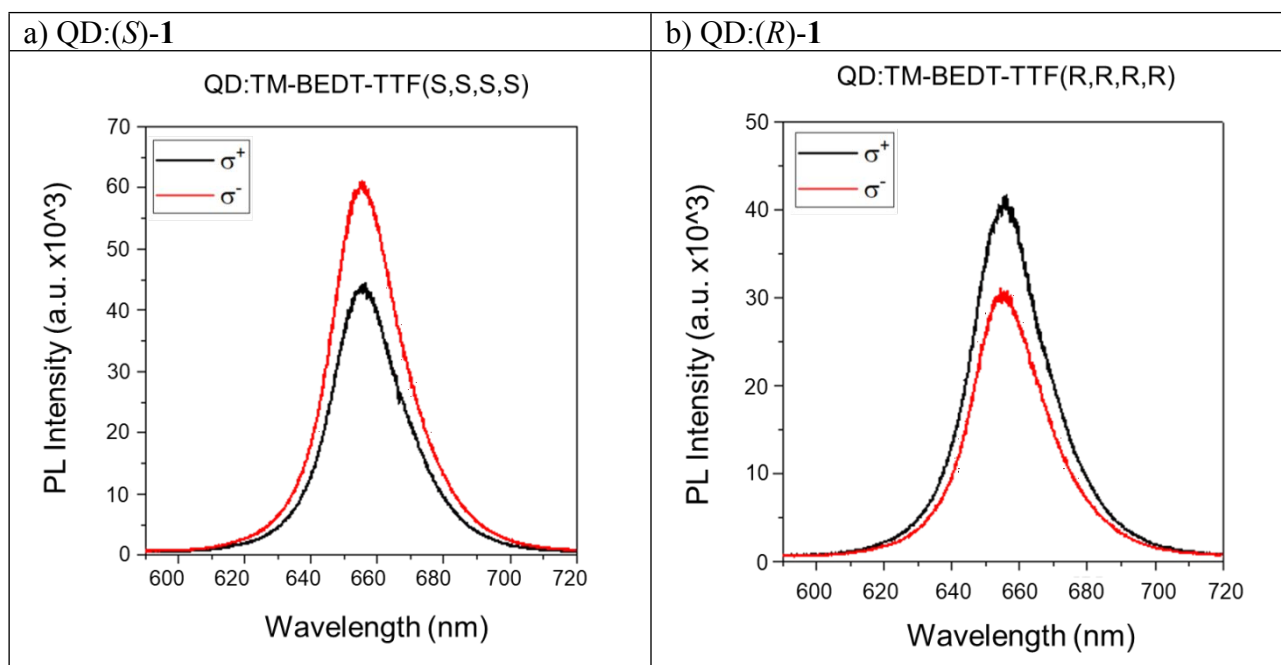 a) QD:(S)-1
b) QD:(R)-1
QD:TM-BEDT-TTF(S,S,S,S)
70
60
50
40
30
20
10
0
σ+
σ-
PL Intensity (a.u. x10^3)
600 620 640 660 680 700 720
Wavelength (nm)
QD:TM-BEDT-TTF(R,R,R,R)
50
40
30
20
10
0
σ+
σ-
PL Intensity (a.u. x10^3)
600 620 640 660 680 700 720
Wavelength (nm)